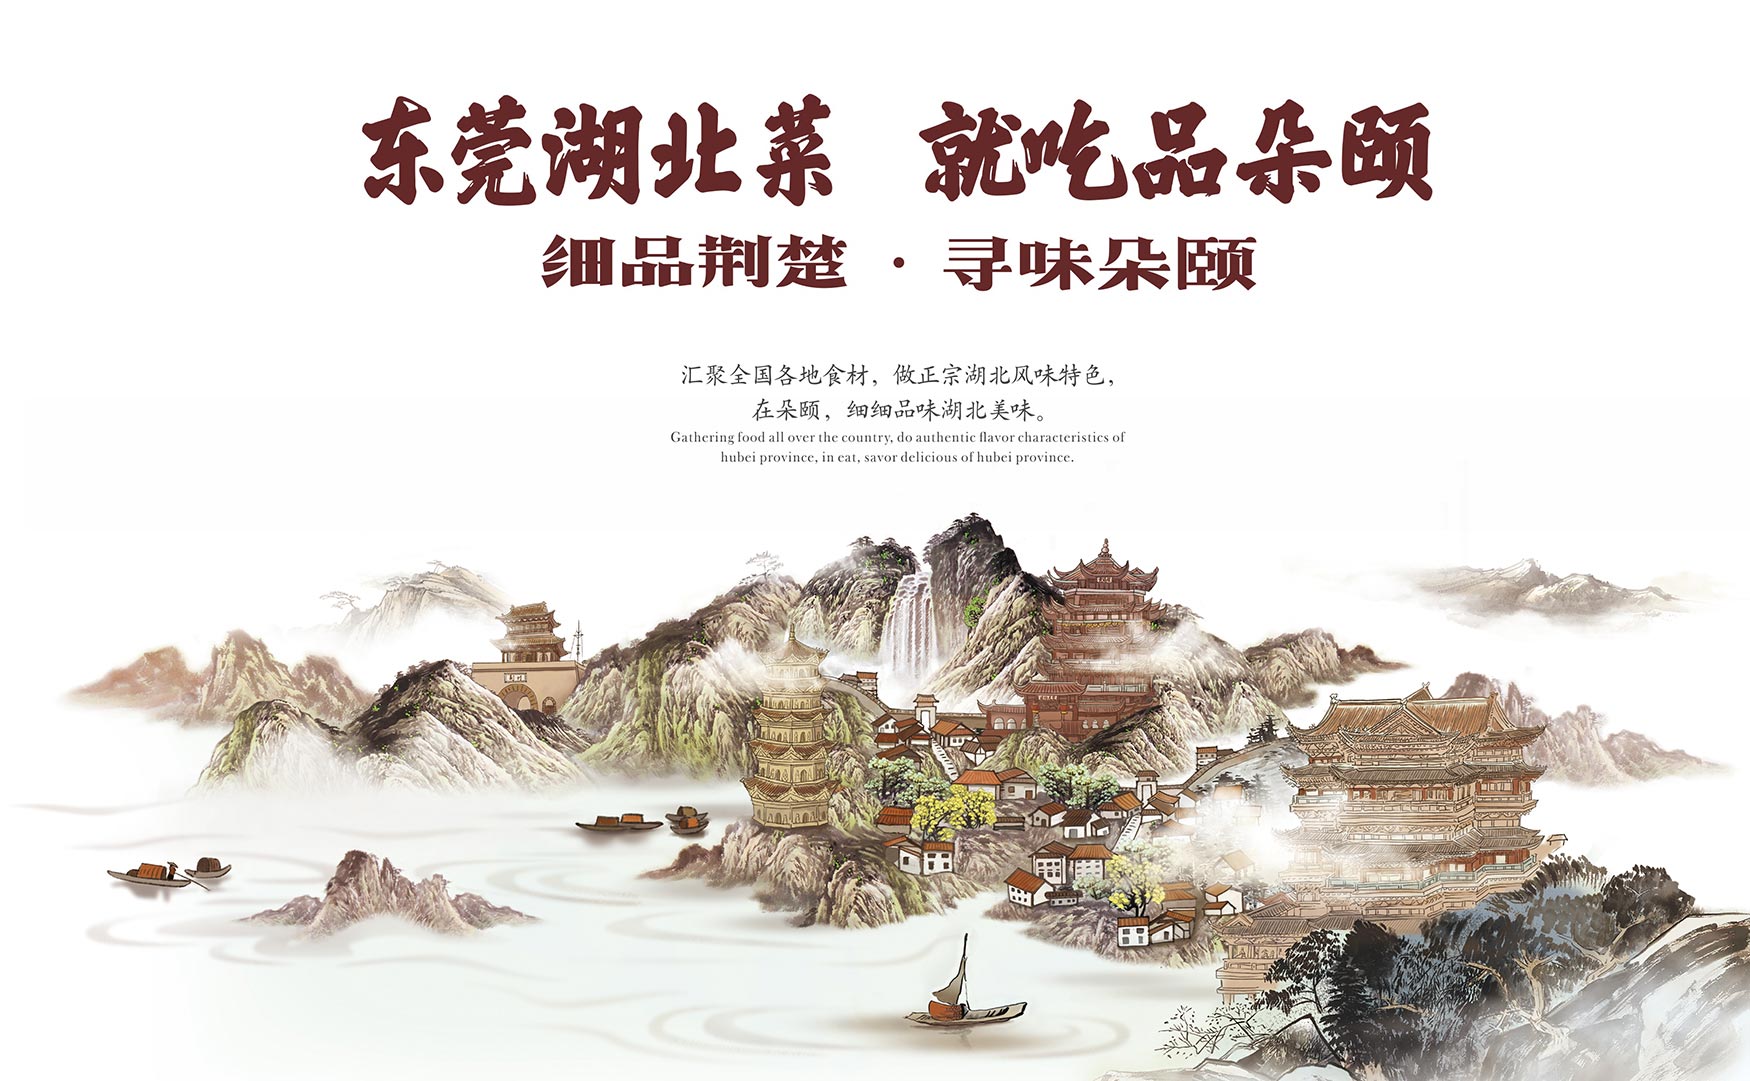 东莞湖北菜 就吃品朵颐
细品荆楚·寻味朵颐
汇聚全国各地食材，做正宗湖北风味特色，
在朵颐，细细品味湖北美味。
Gathering food all over the country, do authentic flavor characteristics of
hubei province, in eat, savor delicious of hubei province.